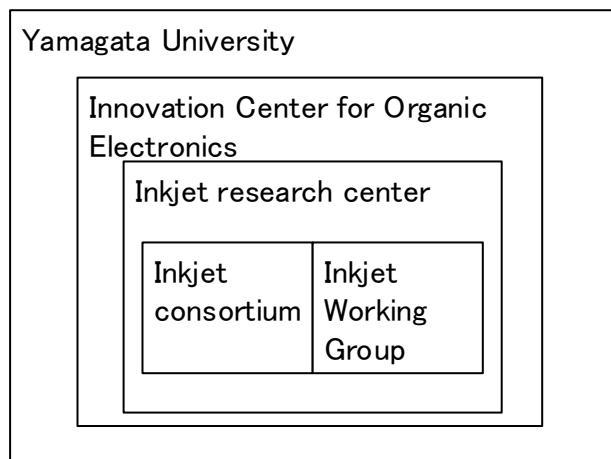 Yamagata University
Innovation Center for Organic
Electronics
Inkjet research center
Inkjet
consortium
Inkjet
Working
Group